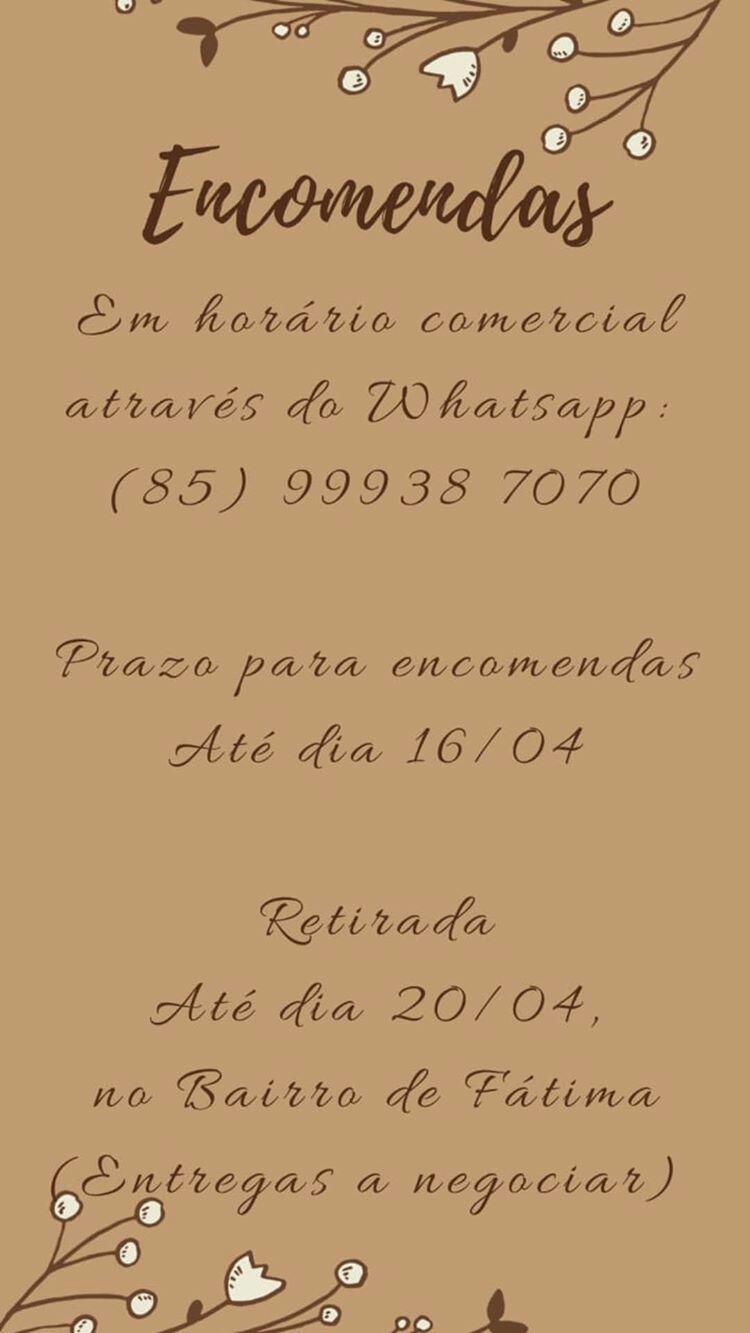 Encomendas
Em horário comercial
através do Whatsapp:
(85) 99938 7070
Prazo para encomendas
Até dia 16/04
Retirada
Até dia 20/04,
no Bairro de Fátima
(Entregas a negociar)